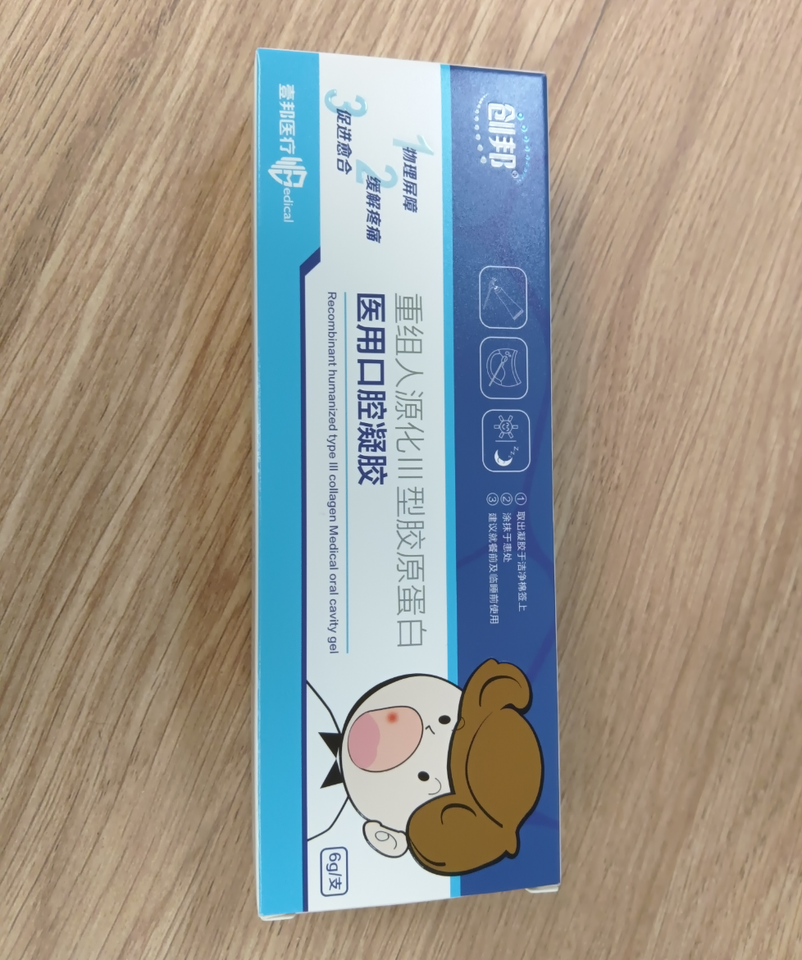 创邦
① 取出凝胶于洁净棉签上
② 涂抹于患处
③ 建议就餐前及临睡前使用
1物理屏障
2缓解疼痛
3促进愈合
重组人源化III型胶原蛋白
医用口腔凝胶
Recombinant humanized type III collagen Medical oral cavity gel
壹邦医疗 Medical
6g/支